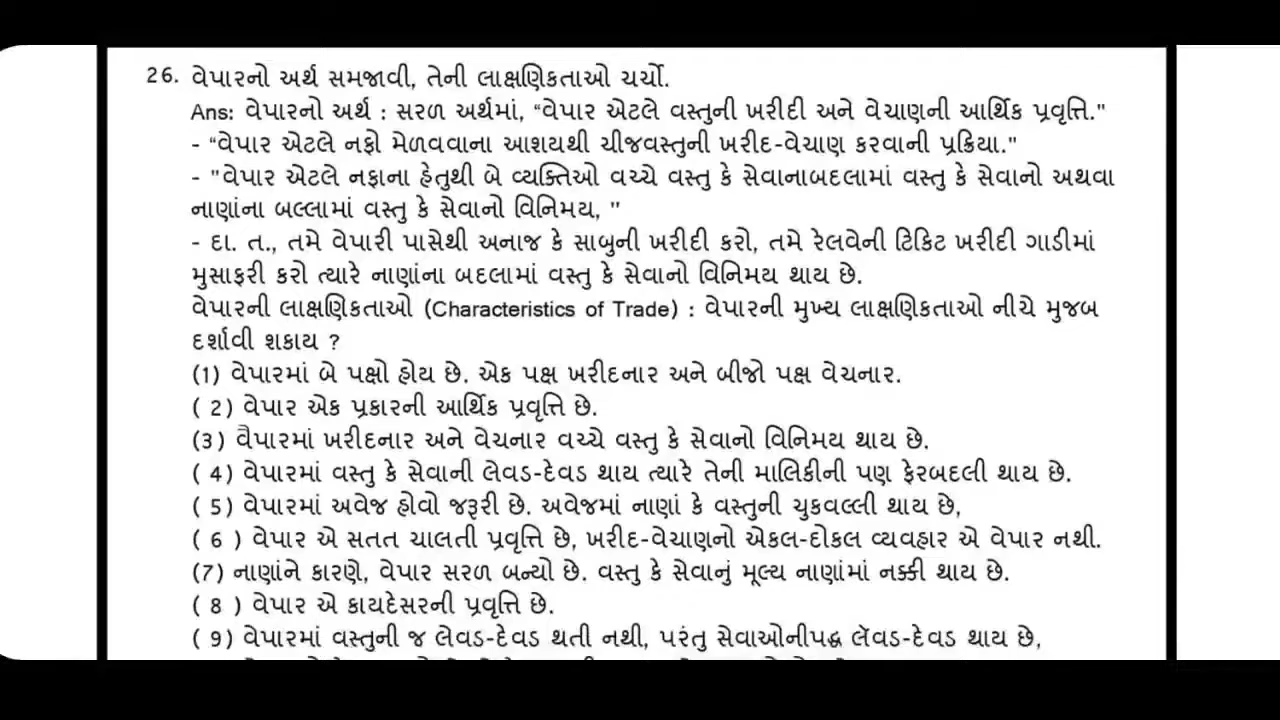 26. વેપારનો અર્થ સમજાવી, તેની લાક્ષણિકતાઓ ચર્ચો.
Ans: વેપારનો અર્થ : સરળ અર્થમાં, “વેપાર એટલે વસ્તુની ખરીદી અને વેચાણની આર્થિક પ્રવૃત્તિ."
- “વેપાર એટલે નફો મેળવવાના આશયથી ચીજવસ્તુની ખરીદ-વેચાણ કરવાની પ્રક્રિયા."
- "વેપાર એટલે નફાના હેતુથી બે વ્યક્તિઓ વચ્ચે વસ્તુ કે સેવાનાબદલામાં વસ્તુ કે સેવાનો અથવા
નાણાંના બલ્લામાં વસ્તુ કે સેવાનો વિનિમય, "
- દા. ત., તમે વેપારી પાસેથી અનાજ કે સાબુની ખરીદી કરો, તમે રેલવેની ટિકિટ ખરીદી ગાડીમાં
મુસાફરી કરો ત્યારે નાણાંના બદલામાં વસ્તુ કે સેવાનો વિનિમય થાય છે.
વેપારની લાક્ષણિકતાઓ (Characteristics of Trade) : વેપારની મુખ્ય લાક્ષણિકતાઓ નીચે મુજબ
દર્શાવી શકાય ?
(1) વેપારમાં બે પક્ષો હોય છે. એક પક્ષ ખરીદનાર અને બીજો પક્ષ વેચનાર.
( 2) વેપાર એક પ્રકારની આર્થિક પ્રવૃત્તિ છે.
(3) વૈપારમાં ખરીદનાર અને વેચનાર વચ્ચે વસ્તુ કે સેવાનો વિનિમય થાય છે.
( 4) વેપારમાં વસ્તુ કે સેવાની લેવડ-દેવડ થાય ત્યારે તેની માલિકીની પણ ફેરબદલી થાય છે.
( 5) વેપારમાં અવેજ હોવો જરૂરી છે. અવેજમાં નાણાં કે વસ્તુની ચુકવલ્લી થાય છે,
( 6 ) વેપાર એ સતત ચાલતી પ્રવૃત્તિ છે, ખરીદ-વેચાણનો એકલ-દોકલ વ્યવહાર એ વેપાર નથી.
(7) નાણાંને કારણે, વેપાર સરળ બન્યો છે. વસ્તુ કે સેવાનું મૂલ્ય નાણાંમાં નક્કી થાય છે.
( 8 ) વેપાર એ કાયદેસરની પ્રવૃત્તિ છે.
( 9) વેપારમાં વસ્તુની જ લેવડ-દેવડ થતી નથી, પરંતુ સેવાઓનીપદ્ધ લૅવડ-દેવડ થાય છે,